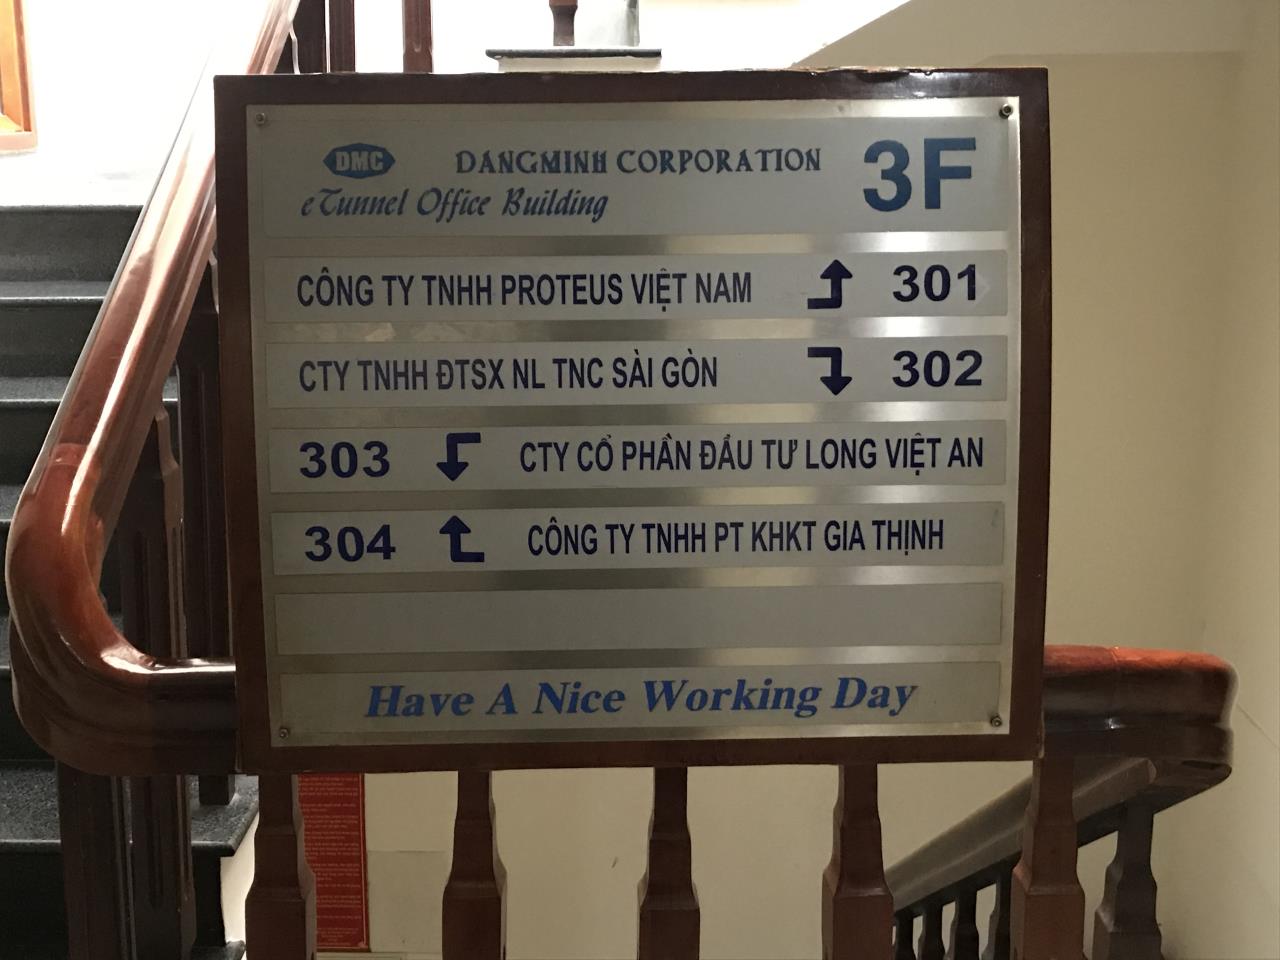 DMC DANGMINH CORPORATION 3F
eTunnel Office Building
CÔNG TY TNHH PROTEUS VIỆT NAM 301
CTY TNHH ĐTSX NL TNC SÀI GÒN 302
303 CTY CỔ PHẦN ĐẦU TƯ LONG VIỆT AN
304 CÔNG TY TNHH PT KHKT GIA THỊNH
Have A Nice Working Day